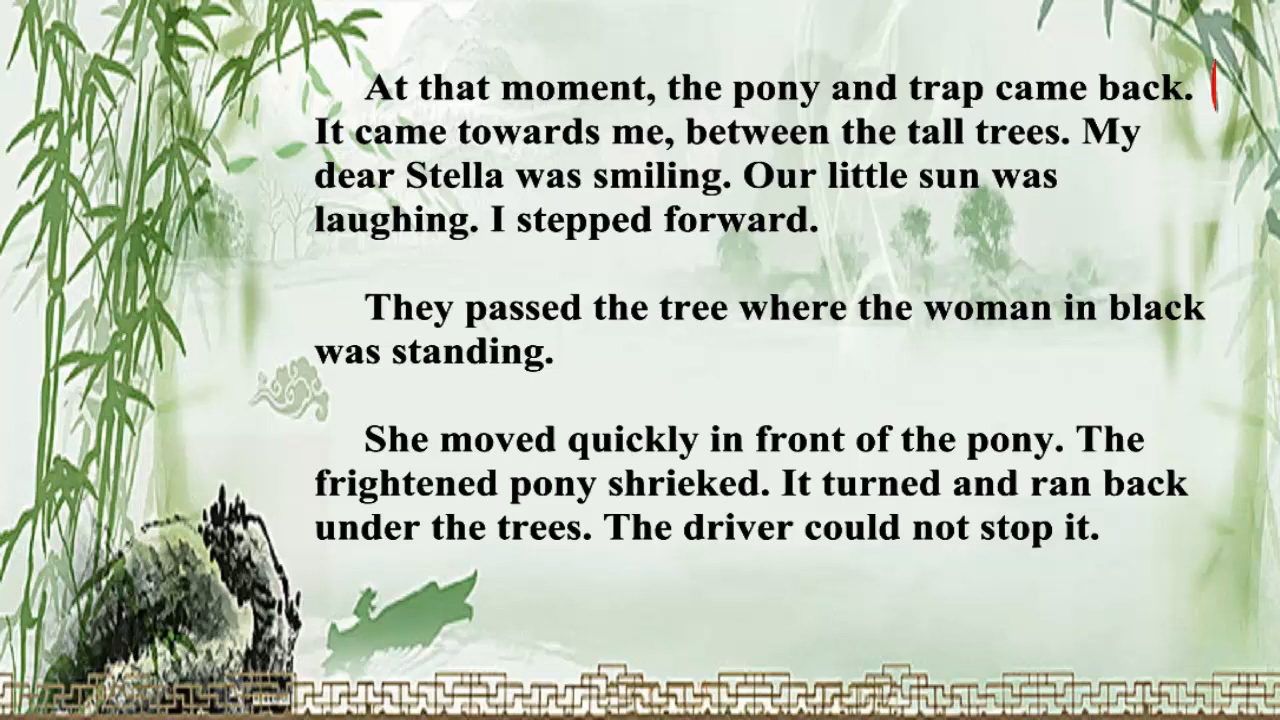 At that moment, the pony and trap came back.
It came towards me, between the tall trees. My
dear Stella was smiling. Our little sun was
laughing. I stepped forward.
They passed the tree where the woman in black
was standing.
She moved quickly in front of the pony. The
frightened pony shrieked. It turned and ran back
under the trees. The driver could not stop it.